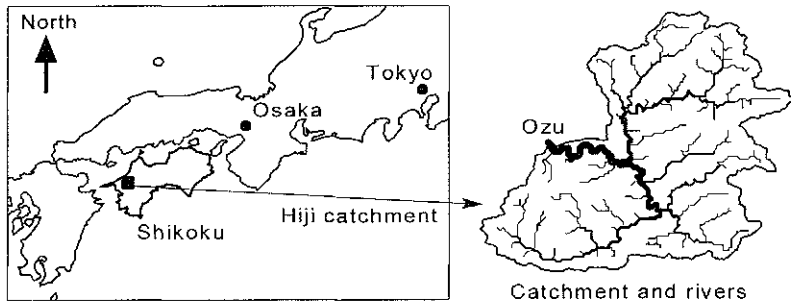 North
Tokyo
Osaka
Hiji catchment
Shikoku
Ozu
Catchment and rivers